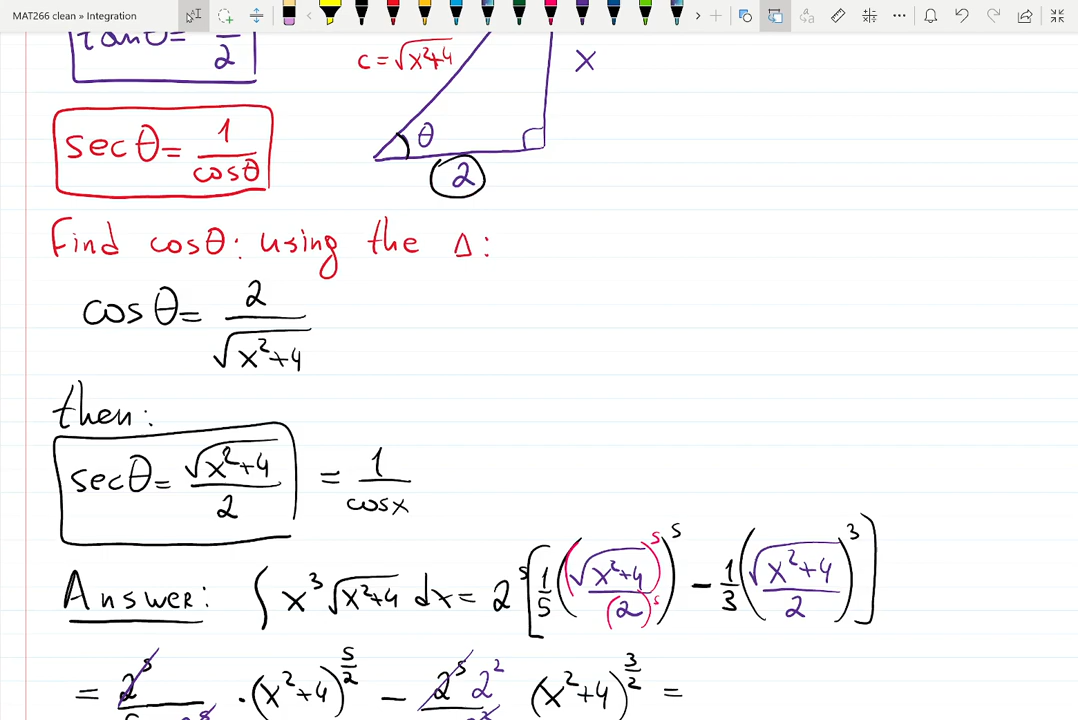 MAT266 clean » Integration
tanθ= /2
c = √x²+4
x
θ
2
secθ= 1/cosθ
Find cosθ: using the Δ:
cosθ= 2/√x²+4
then:
secθ= √x²+4/2 = 1/cosx
Answer: ∫ x³√x²+4 dx = 2⁵[1/5((√x²+4)⁵/(2)⁵)⁵ − 1/3(√x²+4/2)³]
= 2⁵ · (x²+4)^5/2 − 2⁵ 2² (x²+4)^3/2 =